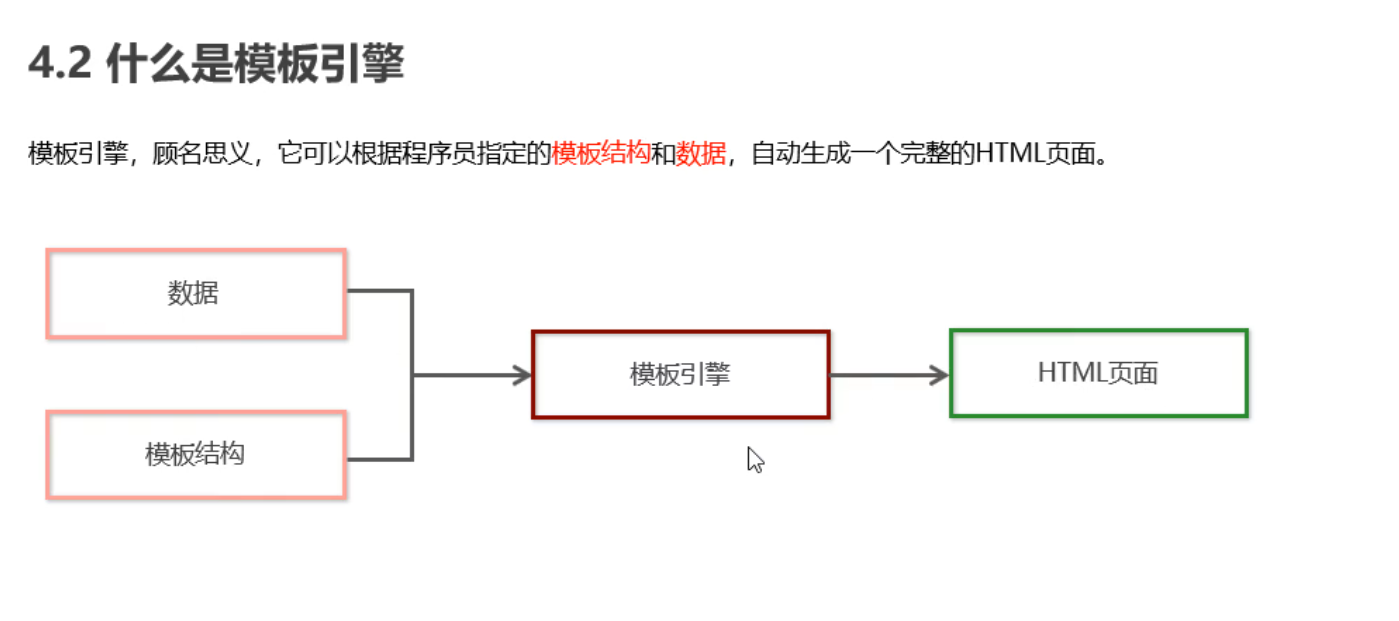 4.2 什么是模板引擎
模板引擎，顾名思义，它可以根据程序员指定的模板结构和数据，自动生成一个完整的HTML页面。
数据
模板结构
模板引擎
HTML页面